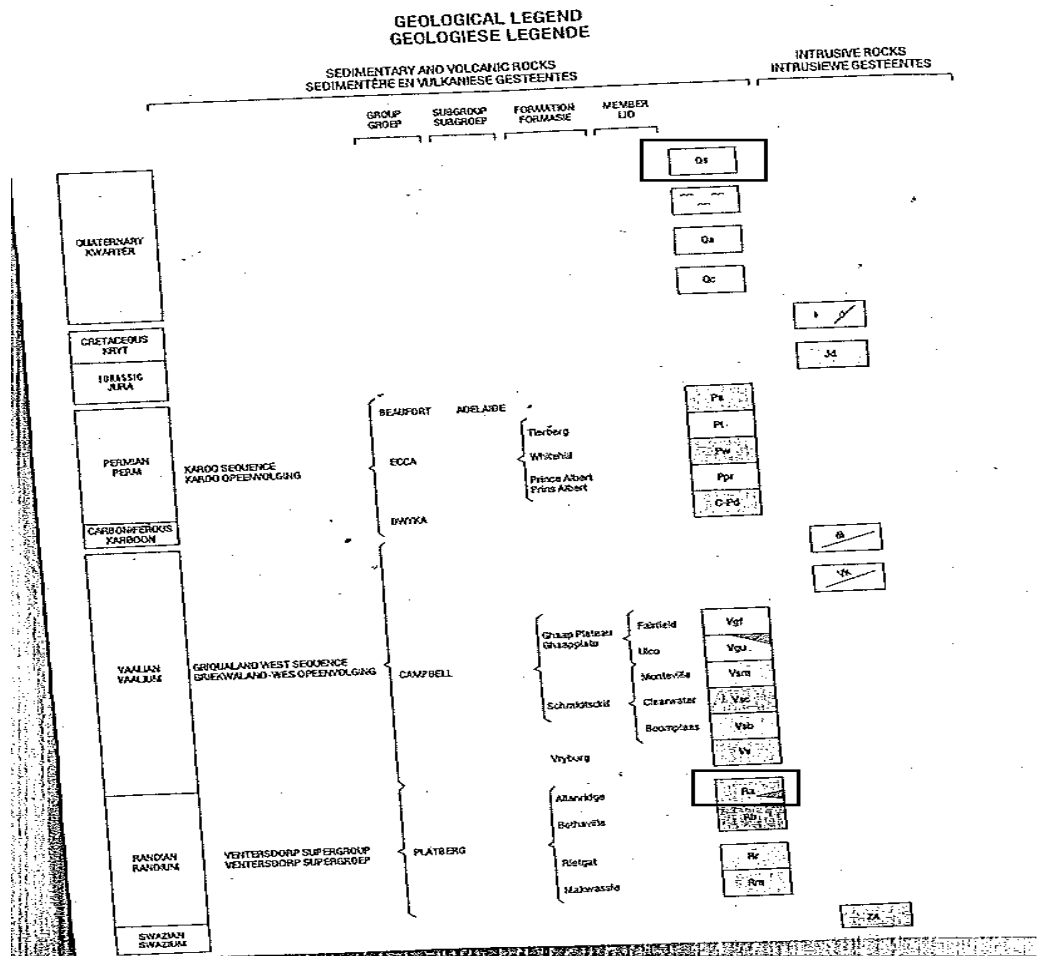 GEOLOGICAL LEGEND
GEOLOGIESE LEGENDE
SEDIMENTARY AND VOLCANIC ROCKS
SEDIMENTÊRE EN VULKANIESE GESTEENTES
INTRUSIVE ROCKS
INTRUSIEWE GESTEENTES
GROUP
GROEP
SUBGROUP
SUBGROEP
FORMATION
FORMASIE
MEMBER
LID
Qs
QUATERNARY
KWARTÊR
Qa
Qc
CRETACEOUS
KRYT
Jd
JURASSIC
JURA
BEAUFORT ADELAIDE
Pa
Tierberg
Pt
PERMIAN
PERM
KAROO SEQUENCE
KAROO OPEENVOLGING
ECCA
Whitehill
Pw
Prince Albert
Prins Albert
Ppr
DWYKA
C-Pd
CARBONIFEROUS
KARBOON
VAALIAN
VAALIUM
GRIQUALAND WEST SEQUENCE
GRIEKWALAND-WES OPEENVOLGING
CAMPBELL
Ghaap Plateau
Ghaapplato
Fairfield
Vgf
Ulco
Vgu
Monteville
Vsm
Schmidtsdrif
Clearwater
Vsc
Boomplaas
Vsb
Vryburg
Vv
RANDIAN
RANDIUM
VENTERSDORP SUPERGROUP
VENTERSDORP SUPERGROEP
PLATBERG
Allanridge
Ra
Bothaville
Rb
Rietgat
Rr
Makwassie
Rm
SWAZIAN
SWAZIUM
ZA